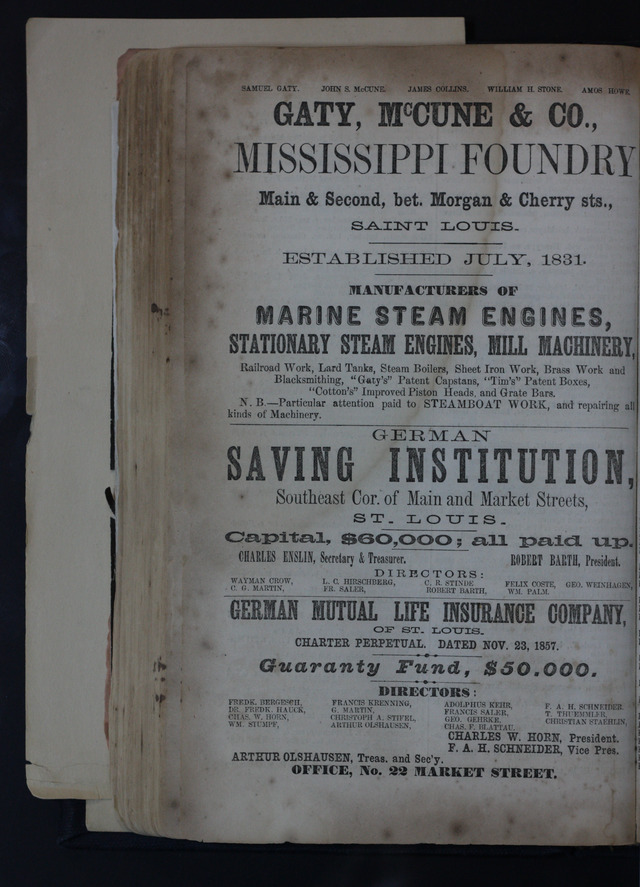 SAMUEL GATY. JOHN S. McCUNE. JAMES COLLINS. WILLIAM H. STONE. AMOS HOWE.
GATY, McCUNE & CO.,
MISSISSIPPI FOUNDRY
Main & Second, bet. Morgan & Cherry sts.,
SAINT LOUIS.
ESTABLISHED JULY, 1831.
MANUFACTURERS OF
MARINE STEAM ENGINES,
STATIONARY STEAM ENGINES, MILL MACHINERY,
Railroad Work, Lard Tanks, Steam Boilers, Sheet Iron Work, Brass Work and
Blacksmithing, "Gaty's" Patent Capstans, "Tim's" Patent Boxes,
"Cotton's" Improved Piston Heads, and Grate Bars.
N. B.—Particular attention paid to STEAMBOAT WORK, and repairing all
kinds of Machinery.
GERMAN
SAVING INSTITUTION,
Southeast Cor. of Main and Market Streets,
ST. LOUIS.
Capital, $60,000; all paid up.
CHARLES ENSLIN, Secretary & Treasurer. ROBERT BARTH, President.
DIRECTORS:
WAYMAN CROW, L. C. HIRSCHBERG, C. R. STINDE FELIX COSTE, GEO. WEINHAGEN,
C. G. MARTIN, FR. SALER, ROBERT BARTH, WM. PALM.
GERMAN MUTUAL LIFE INSURANCE COMPANY,
OF ST. LOUIS.
CHARTER PERPETUAL. DATED NOV. 23, 1857.
Guaranty Fund, $50.000.
DIRECTORS:
FREDK. BERGESCH, FRANCIS KRENNING, ADOLPHUS KEHR, F. A. H. SCHNEIDER.
DR. FREDK. HAUCK, G. MARTIN, FRANCIS SALER, T. THUEMMLER,
CHAS. W. HORN, CHRISTOPH A. STIFEL, GEO. GEHRKE, CHRISTIAN STAEHLIN,
WM. STUMPF, ARTHUR OLSHAUSEN, CHAS. F. BLATTAU.
CHARLES W. HORN, President.
F. A. H. SCHNEIDER, Vice Pres.
ARTHUR OLSHAUSEN, Treas. and Sec'y.
OFFICE, No. 22 MARKET STREET.